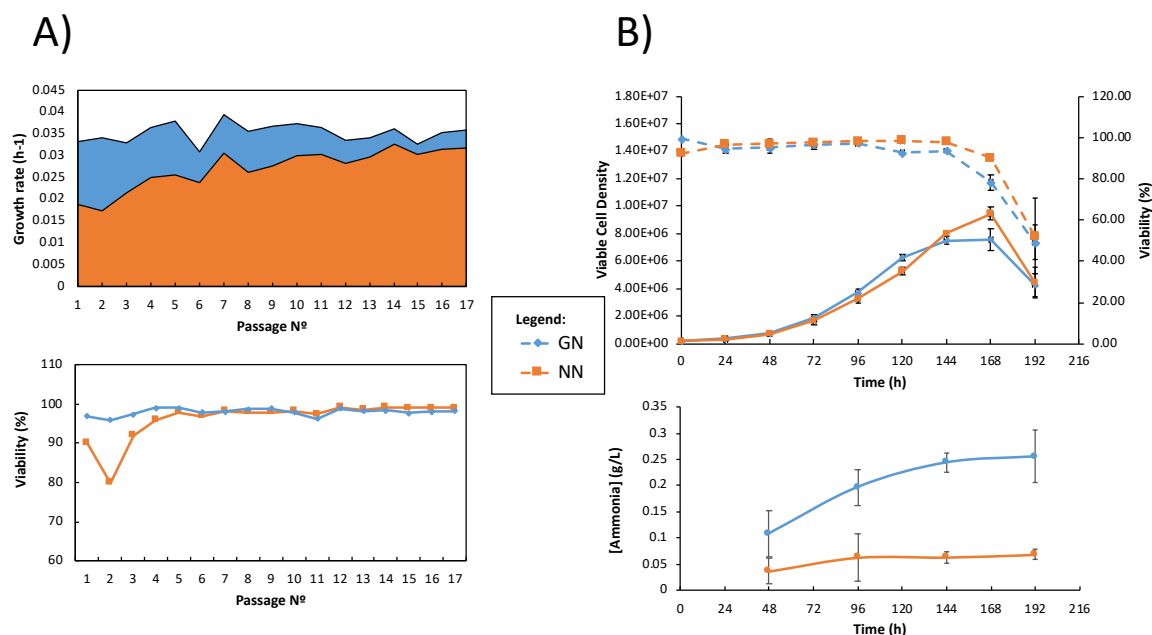 A)
B)
Growth rate (h-1)
0.045
0.04
0.035
0.03
0.025
0.02
0.015
0.01
0.005
0
1 2 3 4 5 6 7 8 9 10 11 12 13 14 15 16 17
Passage Nº
Viability (%)
110
100
90
80
70
60
1 2 3 4 5 6 7 8 9 10 11 12 13 14 15 16 17
Passage Nº
Legend:
GN
NN
Viable Cell Density
1.80E+07
1.60E+07
1.40E+07
1.20E+07
1.00E+07
8.00E+06
6.00E+06
4.00E+06
2.00E+06
0.00E+00
120.00
100.00
80.00
60.00
40.00
20.00
0.00
Viability (%)
0 24 48 72 96 120 144 168 192 216
Time (h)
[Ammonia] (g/L)
0.35
0.3
0.25
0.2
0.15
0.1
0.05
0
0 24 48 72 96 120 144 168 192 216
Time (h)